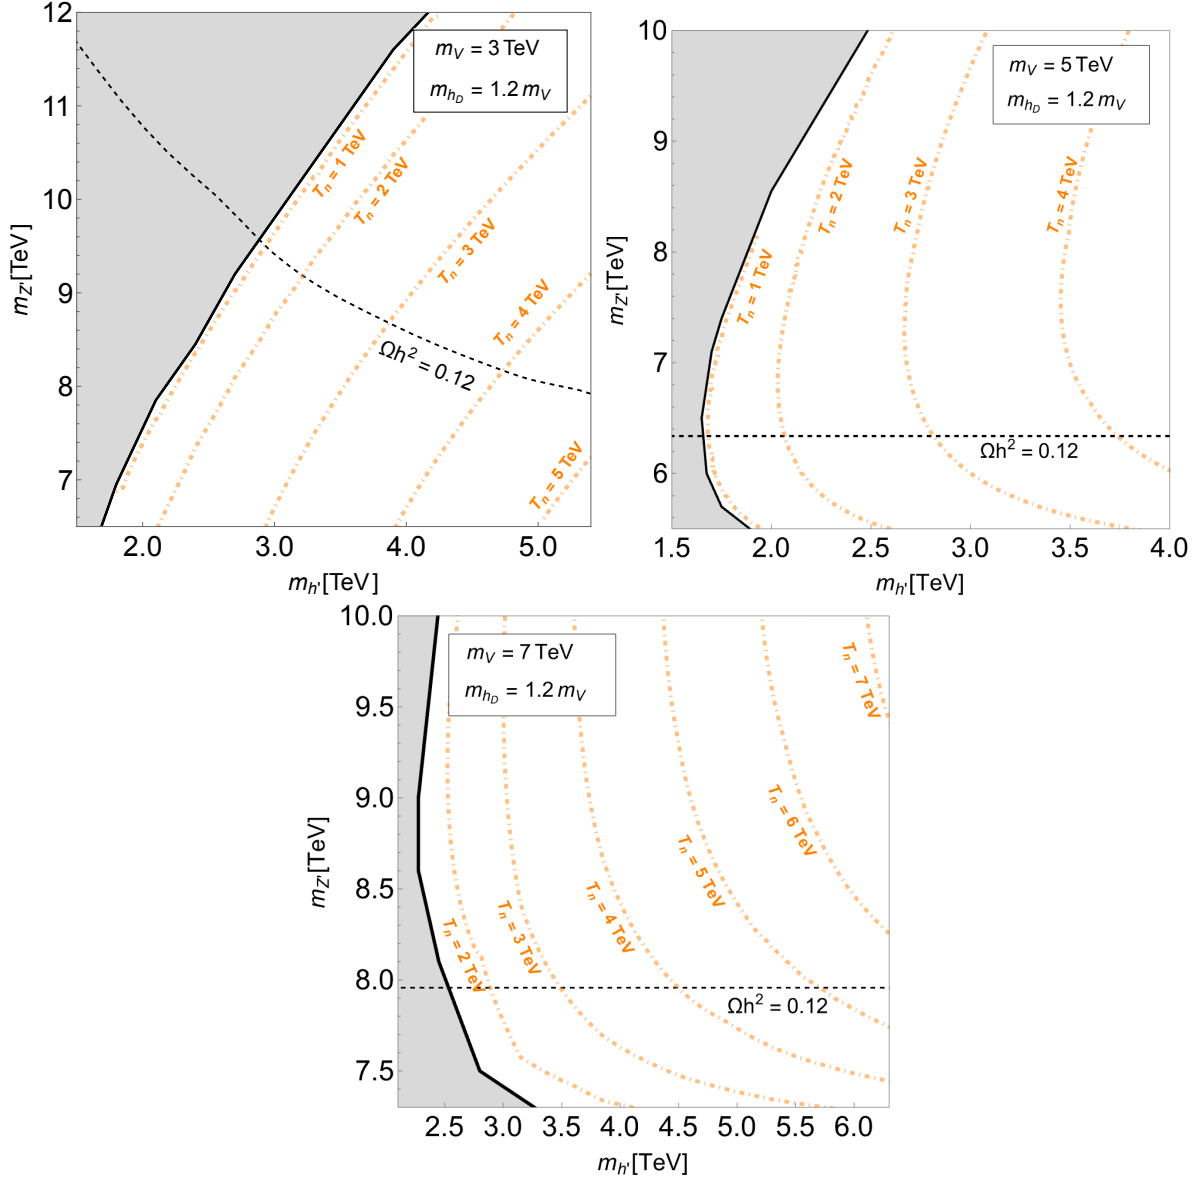 12
11
10
9
8
7
m_Z'[TeV]
m_V = 3 TeV
m_{h_D} = 1.2 m_V
T_n = 1 TeV
T_n = 2 TeV
T_n = 3 TeV
T_n = 4 TeV
T_n = 5 TeV
Ωh² = 0.12
2.0 3.0 4.0 5.0
m_h'[TeV]
10
9
8
7
6
m_Z'[TeV]
m_V = 5 TeV
m_{h_D} = 1.2 m_V
T_n = 1 TeV
T_n = 2 TeV
T_n = 3 TeV
T_n = 4 TeV
Ωh² = 0.12
1.5 2.0 2.5 3.0 3.5 4.0
m_h'[TeV]
10.0
9.5
9.0
8.5
8.0
7.5
m_Z'[TeV]
m_V = 7 TeV
m_{h_D} = 1.2 m_V
T_n = 2 TeV
T_n = 3 TeV
T_n = 4 TeV
T_n = 5 TeV
T_n = 6 TeV
T_n = 7 TeV
Ωh² = 0.12
2.5 3.0 3.5 4.0 4.5 5.0 5.5 6.0
m_h'[TeV]